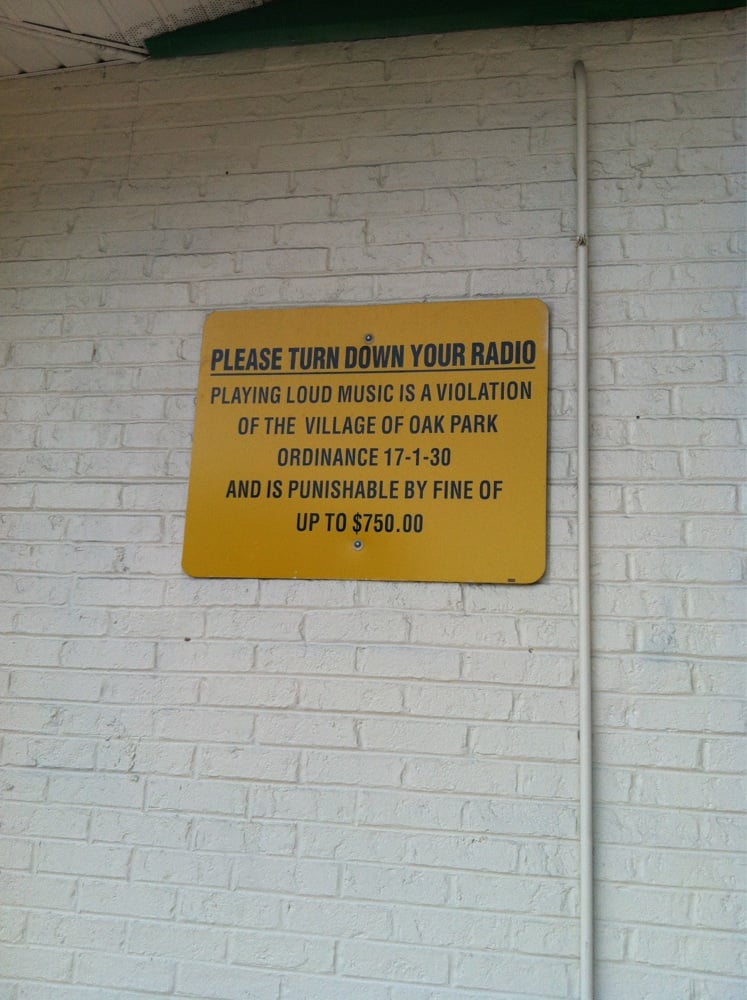 PLEASE TURN DOWN YOUR RADIO
PLAYING LOUD MUSIC IS A VIOLATION
OF THE VILLAGE OF OAK PARK
ORDINANCE 17-1-30
AND IS PUNISHABLE BY FINE OF
UP TO $750.00